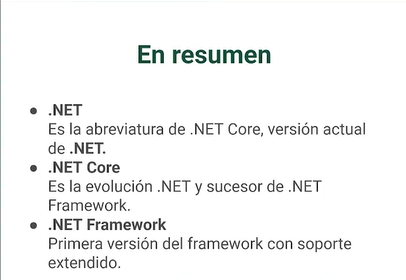 En resumen
● .NET
Es la abreviatura de .NET Core, versión actual
de .NET.
● .NET Core
Es la evolución .NET y sucesor de .NET
Framework.
● .NET Framework
Primera versión del framework con soporte
extendido.